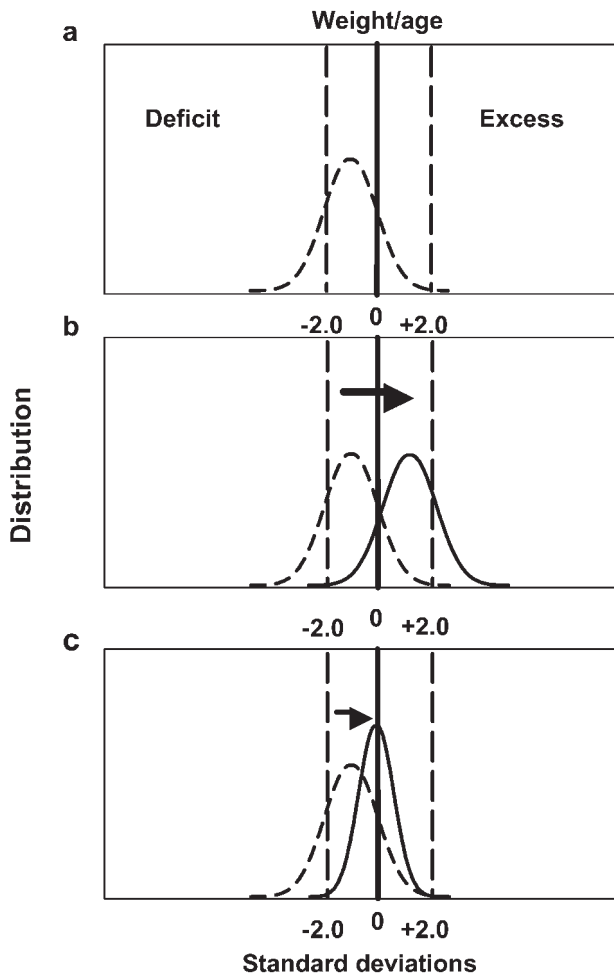 Weight/age
a
Deficit Excess
-2.0 0 +2.0
b
Distribution
-2.0 0 +2.0
c
-2.0 0 +2.0
Standard deviations